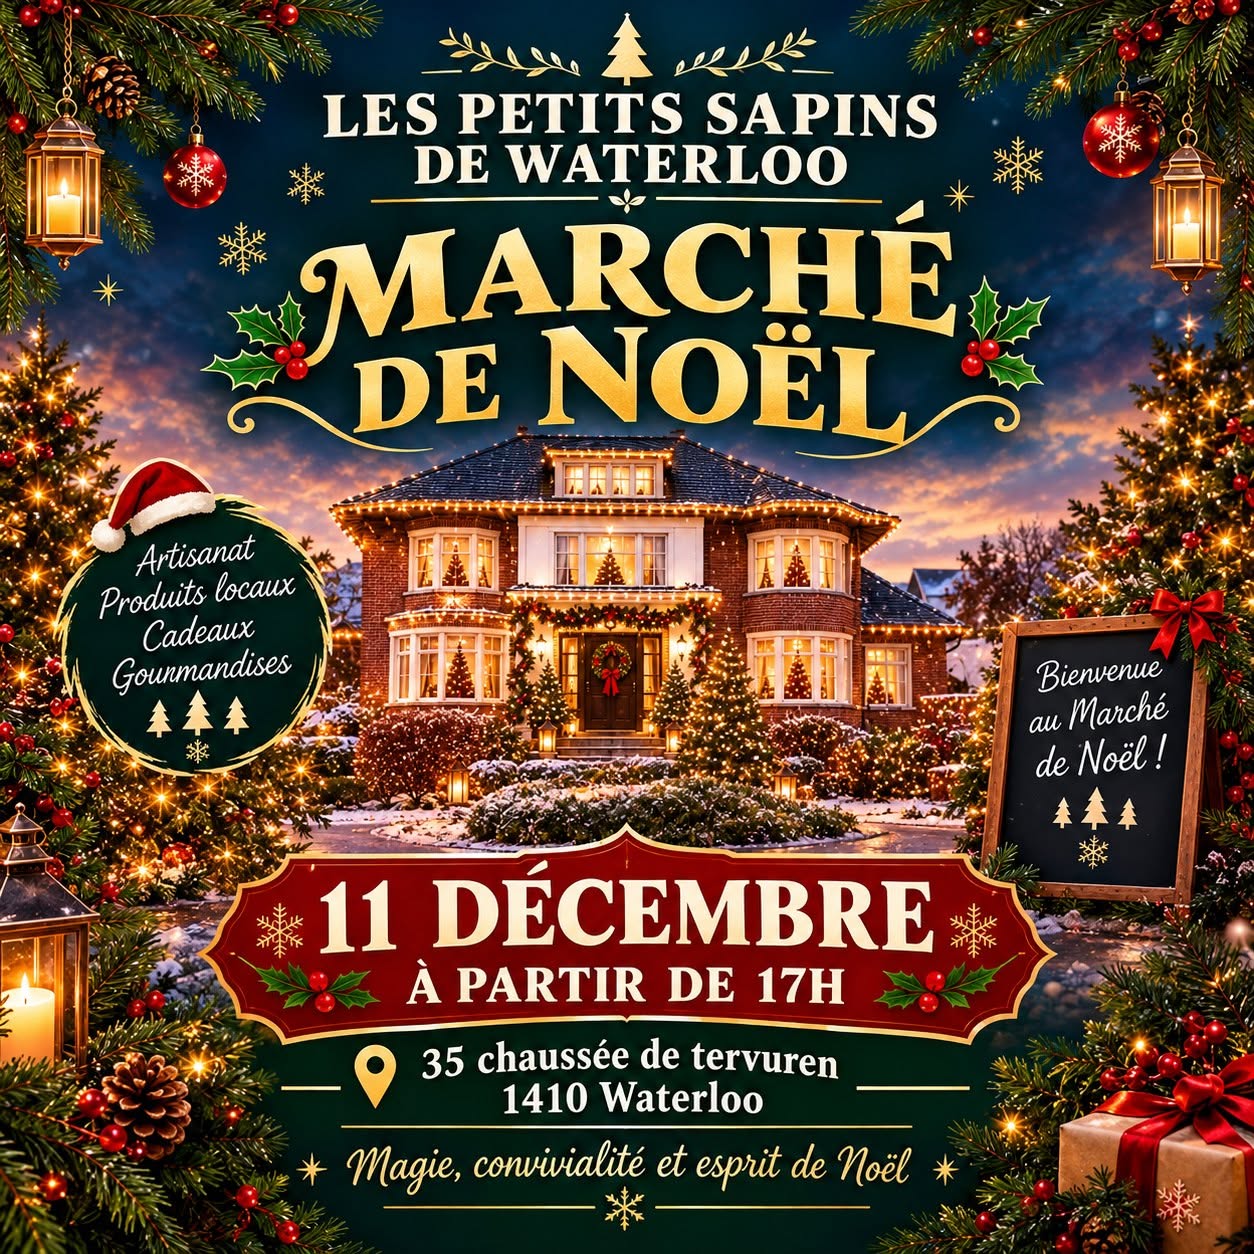 LES PETITS SAPINS
DE WATERLOO
MARCHÉ
DE NOËL
Artisanat
Produits locaux
Cadeaux
Gourmandises
Bienvenue
au Marché
de Noël !
11 DÉCEMBRE
À PARTIR DE 17H
35 chaussée de tervuren
1410 Waterloo
Magie, convivialité et esprit de Noël